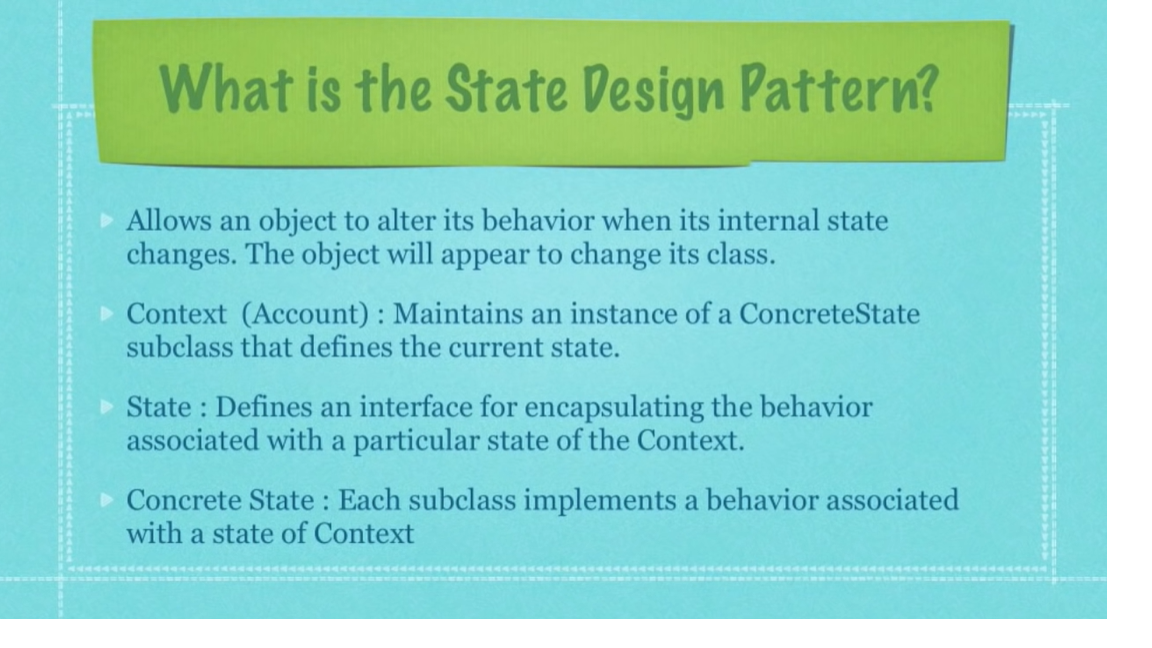 What is the State Design Pattern?
Allows an object to alter its behavior when its internal state
changes. The object will appear to change its class.
Context (Account) : Maintains an instance of a ConcreteState
subclass that defines the current state.
State : Defines an interface for encapsulating the behavior
associated with a particular state of the Context.
Concrete State : Each subclass implements a behavior associated
with a state of Context